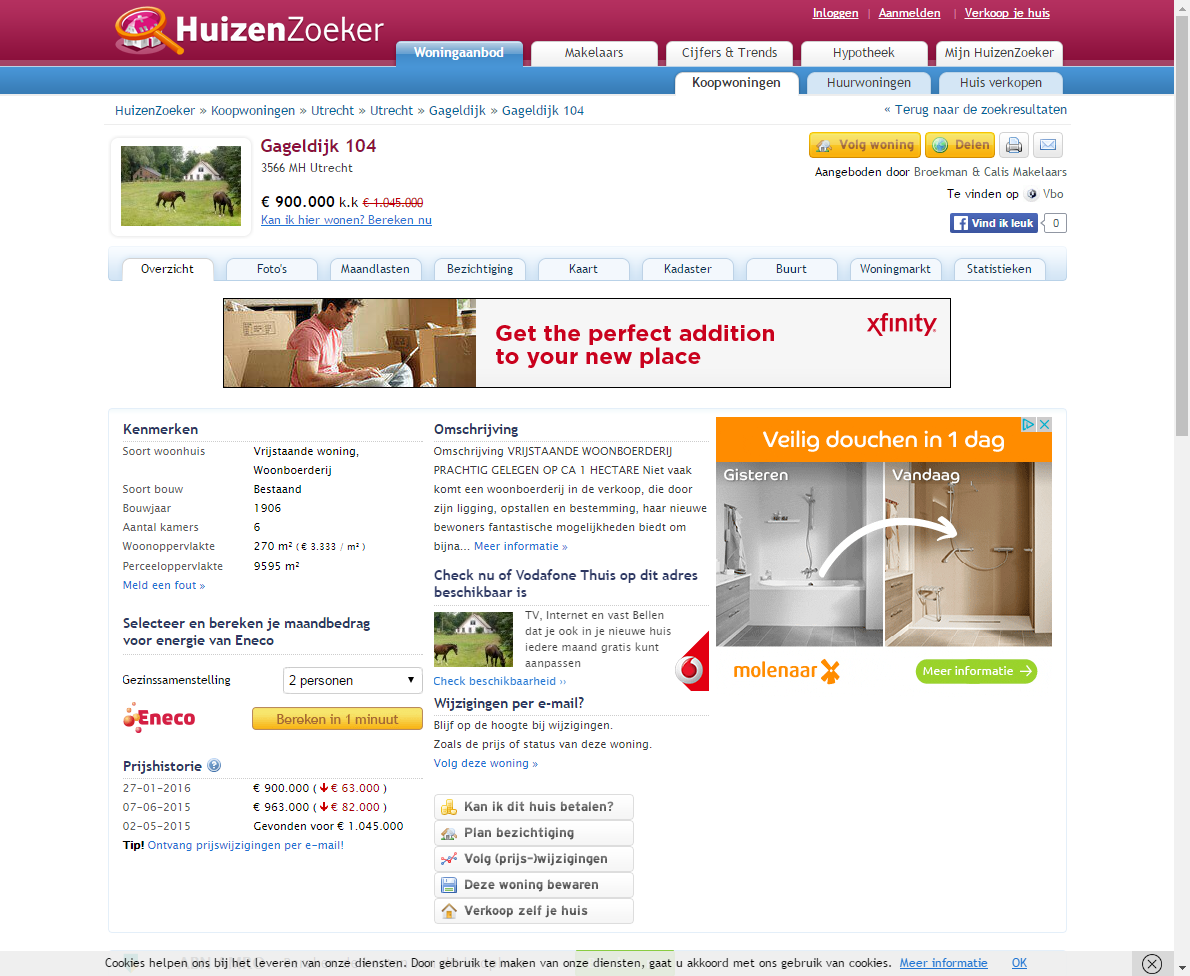 Inloggen | Aanmelden | Verkoop je huis
HuizenZoeker
Woningaanbod Makelaars Cijfers & Trends Hypotheek Mijn HuizenZoeker
Koopwoningen Huurwoningen Huis verkopen
HuizenZoeker » Koopwoningen » Utrecht » Utrecht » Gageldijk » Gageldijk 104
« Terug naar de zoekresultaten
Gageldijk 104
3566 MH Utrecht
€ 900.000 k.k € 1.045.000
Kan ik hier wonen? Bereken nu
Volg woning Delen
Aangeboden door Broekman & Calis Makelaars
Te vinden op Vbo
Vind ik leuk 0
Overzicht Foto's Maandlasten Bezichtiging Kaart Kadaster Buurt Woningmarkt Statistieken
Get the perfect addition
to your new place
xfinity
Kenmerken
Soort woonhuis Vrijstaande woning,
Woonboerderij
Soort bouw Bestaand
Bouwjaar 1906
Aantal kamers 6
Woonoppervlakte 270 m² ( € 3.333 / m² )
Perceeloppervlakte 9595 m²
Meld een fout »
Selecteer en bereken je maandbedrag
voor energie van Eneco
Gezinssamenstelling 2 personen
Eneco Bereken in 1 minuut
Prijshistorie ?
27-01-2016 € 900.000 ( € 63.000 )
07-06-2015 € 963.000 ( € 82.000 )
02-05-2015 Gevonden voor € 1.045.000
Tip! Ontvang prijswijzigingen per e-mail!
Omschrijving
Omschrijving VRIJSTAANDE WOONBOERDERIJ
PRACHTIG GELEGEN OP CA 1 HECTARE Niet vaak
komt een woonboerderij in de verkoop, die door
zijn ligging, opstallen en bestemming, haar nieuwe
bewoners fantastische mogelijkheden biedt om
bijna... Meer informatie »
Check nu of Vodafone Thuis op dit adres
beschikbaar is
TV, Internet en vast Bellen
dat je ook in je nieuwe huis
iedere maand gratis kunt
aanpassen
Check beschikbaarheid ››
Wijzigingen per e-mail?
Blijf op de hoogte bij wijzigingen.
Zoals de prijs of status van deze woning.
Volg deze woning »
Kan ik dit huis betalen?
Plan bezichtiging
Volg (prijs-)wijzigingen
Deze woning bewaren
Verkoop zelf je huis
Veilig douchen in 1 dag
Gisteren Vandaag
molenaar Meer informatie →
Cookies helpen ons bij het leveren van onze diensten. Door gebruik te maken van onze diensten, gaat u akkoord met ons gebruik van cookies. Meer informatie OK